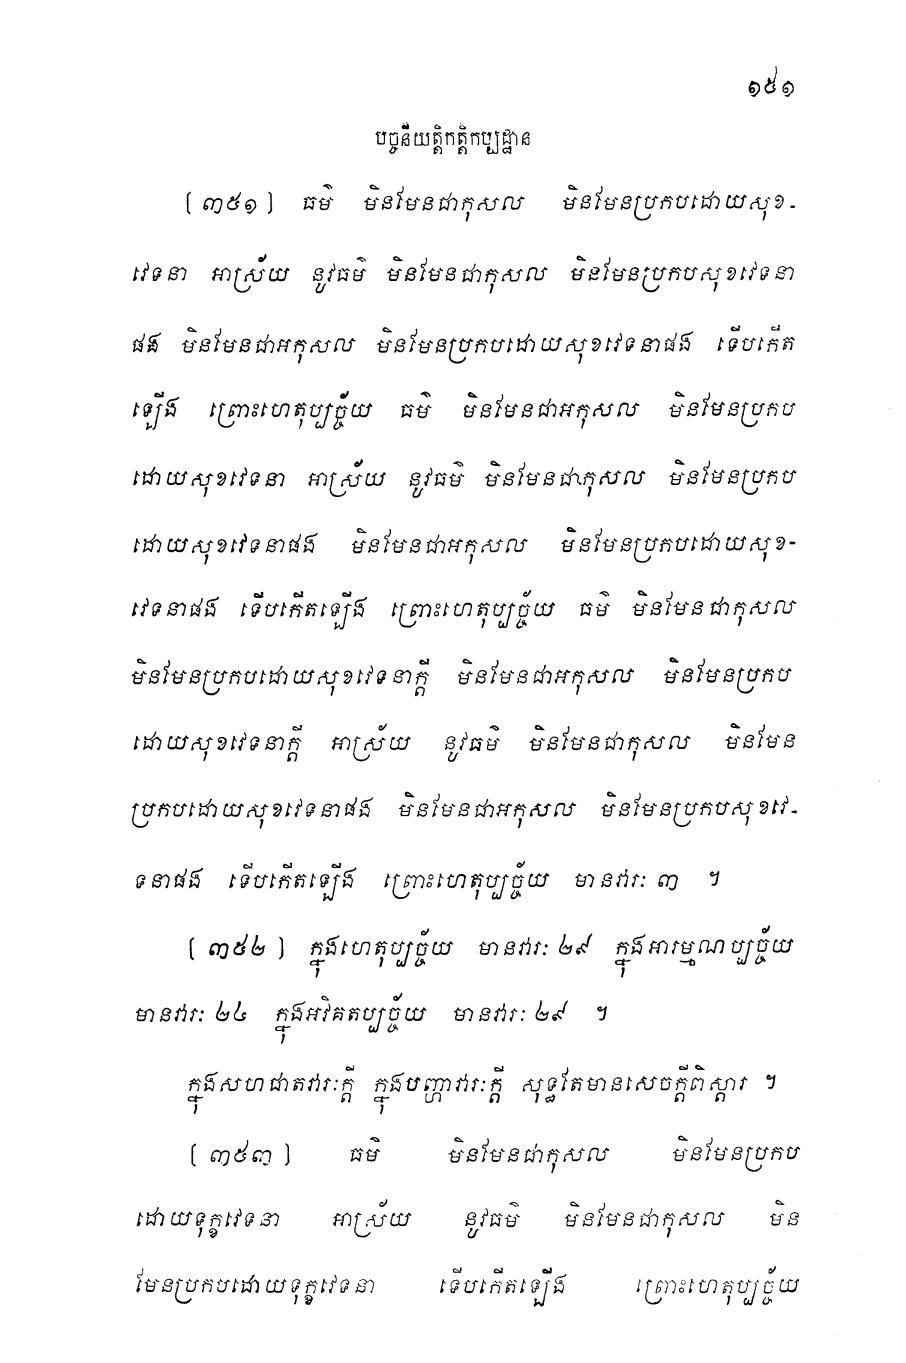 ១៥១
បច្ចនីយត្តិកត្តិកប្បដ្ឋាន
(៣៥១) ធម៌ មិនមែនជាកុសល មិនមែនប្រកបដោយសុខ-
វេទនា អាស្រ័យ នូវធម៌ មិនមែនជាកុសល មិនមែនប្រកបសុខវេទនា
ផង មិនមែនជាអកុសល មិនមែនប្រកបដោយសុខវេទនាផង ទើបកើត
ឡើង ព្រោះហេតុប្បច្ច័យ ធម៌ មិនមែនជាអកុសល មិនមែនប្រកប
ដោយសុខវេទនា អាស្រ័យ នូវធម៌ មិនមែនជាកុសល មិនមែនប្រកប
ដោយសុខវេទនាផង មិនមែនជាអកុសល មិនមែនប្រកបដោយសុខ-
វេទនាផង ទើបកើតឡើង ព្រោះហេតុប្បច្ច័យ ធម៌ មិនមែនជាកុសល
មិនមែនប្រកបដោយសុខវេទនាក្តី មិនមែនជាអកុសល មិនមែនប្រកប
ដោយសុខវេទនាក្តី អាស្រ័យ នូវធម៌ មិនមែនជាកុសល មិនមែន
ប្រកបដោយសុខវេទនាផង មិនមែនជាអកុសល មិនមែនប្រកបសុខវេ-
ទនាផង ទើបកើតឡើង ព្រោះហេតុប្បច្ច័យ មានវារៈ ៣ ។
(៣៥២) ក្នុងហេតុប្បច្ច័យ មានវារៈ ២៩ ក្នុងអារម្មណប្បច្ច័យ
មានវារៈ ២៤ ក្នុងអវិគតប្បច្ច័យ មានវារៈ ២៩ ។
ក្នុងសហជាតវារៈក្តី ក្នុងបញ្ហាវារៈក្តី សុទ្ធតែមានសេចក្តីពិស្តារ ។
(៣៥៣) ធម៌ មិនមែនជាកុសល មិនមែនប្រកប
ដោយទុក្ខវេទនា អាស្រ័យ នូវធម៌ មិនមែនជាកុសល មិន
មែនប្រកបដោយទុក្ខវេទនា ទើបកើតឡើង ព្រោះហេតុប្បច្ច័យ